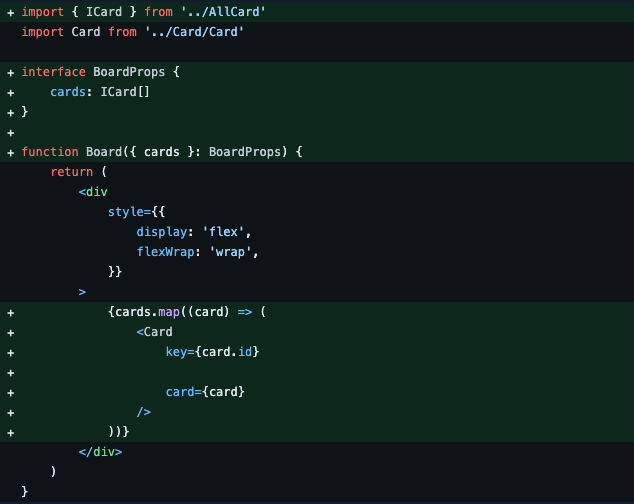 + import { ICard } from '../AllCard'
  import Card from '../Card/Card'

+ interface BoardProps {
+     cards: ICard[]
+ }
+
+ function Board({ cards }: BoardProps) {
      return (
          <div
              style={{
                  display: 'flex',
                  flexWrap: 'wrap',
              }}
          >
+             {cards.map((card) => (
+                 <Card
+                     key={card.id}
+
+                     card={card}
+                 />
+             ))}
          </div>
      )
  }